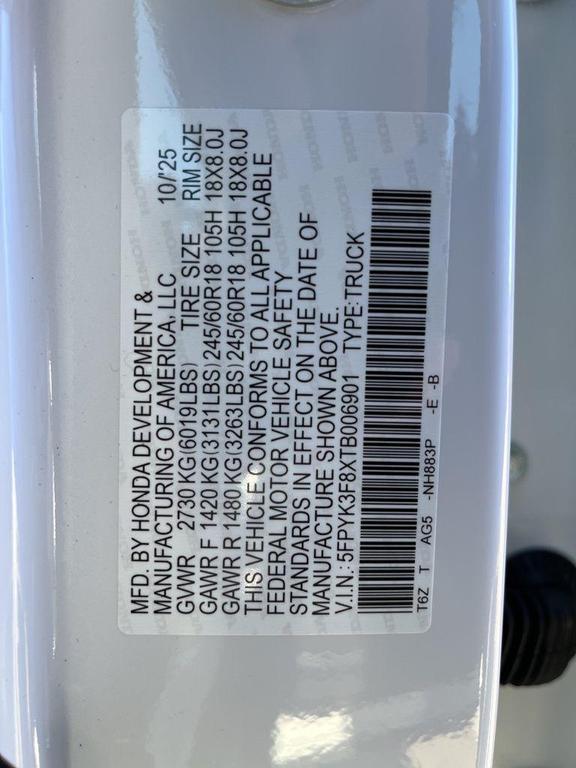 MFD. BY HONDA DEVELOPMENT &
MANUFACTURING OF AMERICA, LLC 10/'25
GVWR 2730 KG(6019LBS) TIRE SIZE RIM SIZE
GAWR F 1420 KG(3131LBS)245/60R18 105H 18X8.0J
GAWR R 1480 KG(3263LBS)245/60R18 105H 18X8.0J
THIS VEHICLE CONFORMS TO ALL APPLICABLE
FEDERAL MOTOR VEHICLE SAFETY
STANDARDS IN EFFECT ON THE DATE OF
MANUFACTURE SHOWN ABOVE.
V.I.N.:5FPYK3F8XTB006901 TYPE:TRUCK
T6Z T AG5 -NH883P -E -B